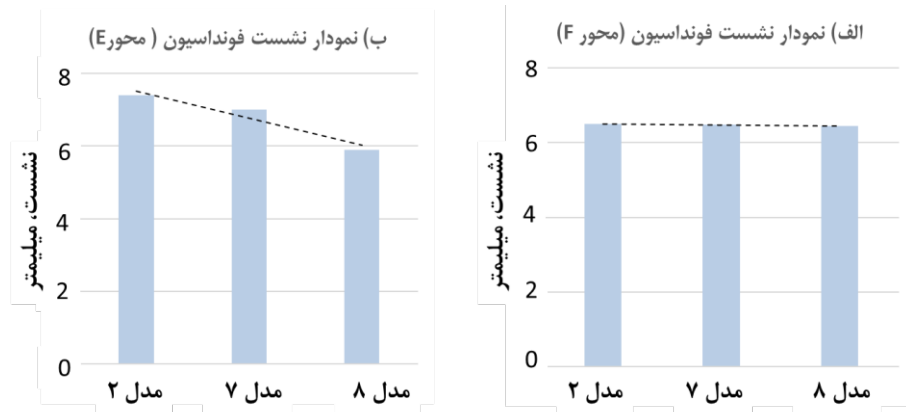 الف) نمودار نشست فونداسیون (محور F)
8
6
4
2
0
نشست، میلیمتر
مدل ۲
مدل ۷
مدل ۸
ب) نمودار نشست فونداسیون ( محورE)
8
6
4
2
0
نشست، میلیمتر
مدل ۲
مدل ۷
مدل ۸